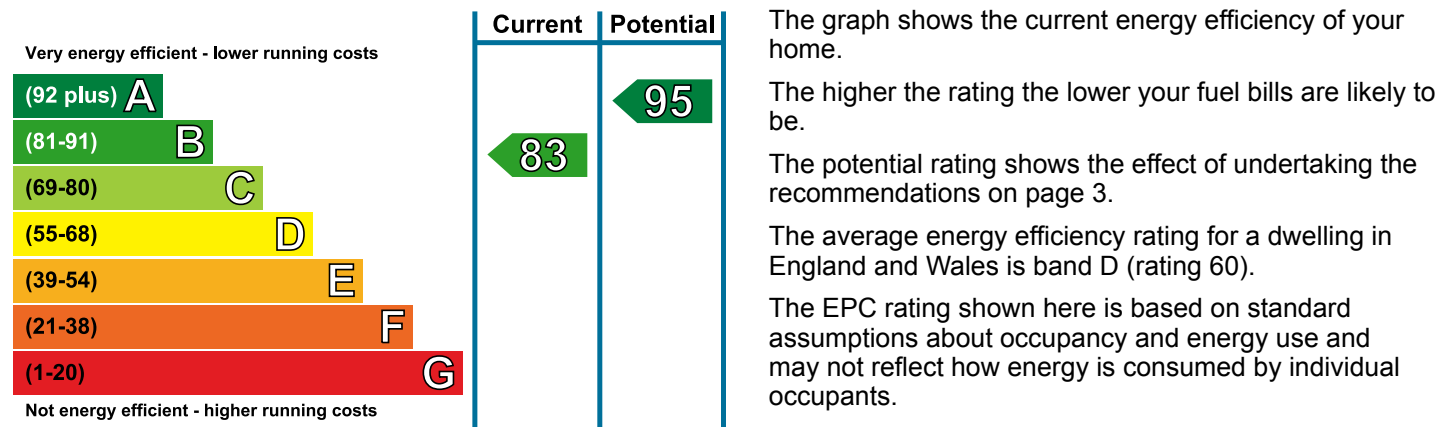 Current Potential
Very energy efficient - lower running costs
(92 plus) A
95
(81-91) B
83
(69-80) C
(55-68) D
(39-54) E
(21-38) F
(1-20) G
Not energy efficient - higher running costs
The graph shows the current energy efficiency of your
home.
The higher the rating the lower your fuel bills are likely to
be.
The potential rating shows the effect of undertaking the
recommendations on page 3.
The average energy efficiency rating for a dwelling in
England and Wales is band D (rating 60).
The EPC rating shown here is based on standard
assumptions about occupancy and energy use and
may not reflect how energy is consumed by individual
occupants.